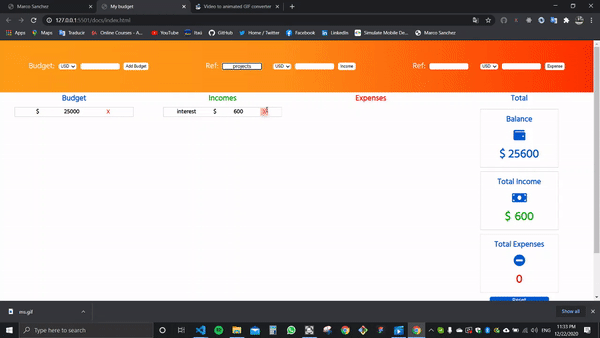 Marco Sanchez
My budget
Video to animated GIF converter
127.0.0.1:5101/docs/index.html
Apps
Maps
Traducir
Online Courses - A...
YouTube
Itaú
GitHub
Home / Twitter
Facebook
LinkedIn
Simulate Mobile De...
Marco Sanchez
Budget: USD Add Budget
Ref: projects USD Income
Ref: USD Expense
Budget Incomes Expenses Total
$ 25000 X
interest $ 600 X
Balance
$ 25600
Total Income
$ 600
Total Expenses
0
Reset
ms.gif
Show all
Type here to search
ENG
11:33 PM
12/22/2020